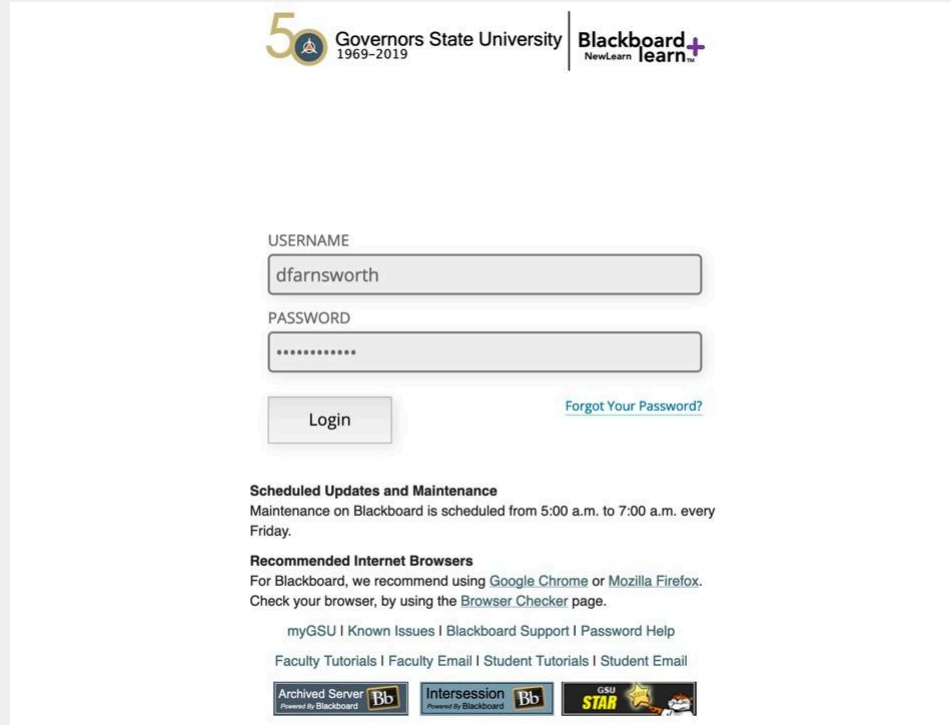 50
Governors State University
1969–2019
Blackboard
NewLearn learn+™
USERNAME
dfarnsworth
PASSWORD
••••••••••••
Login
Forgot Your Password?
Scheduled Updates and Maintenance
Maintenance on Blackboard is scheduled from 5:00 a.m. to 7:00 a.m. every
Friday.
Recommended Internet Browsers
For Blackboard, we recommend using Google Chrome or Mozilla Firefox.
Check your browser, by using the Browser Checker page.
myGSU I Known Issues I Blackboard Support I Password Help
Faculty Tutorials I Faculty Email I Student Tutorials I Student Email
Archived Server Bb
Powered By Blackboard
Intersession Bb
Powered By Blackboard
GSU
STAR